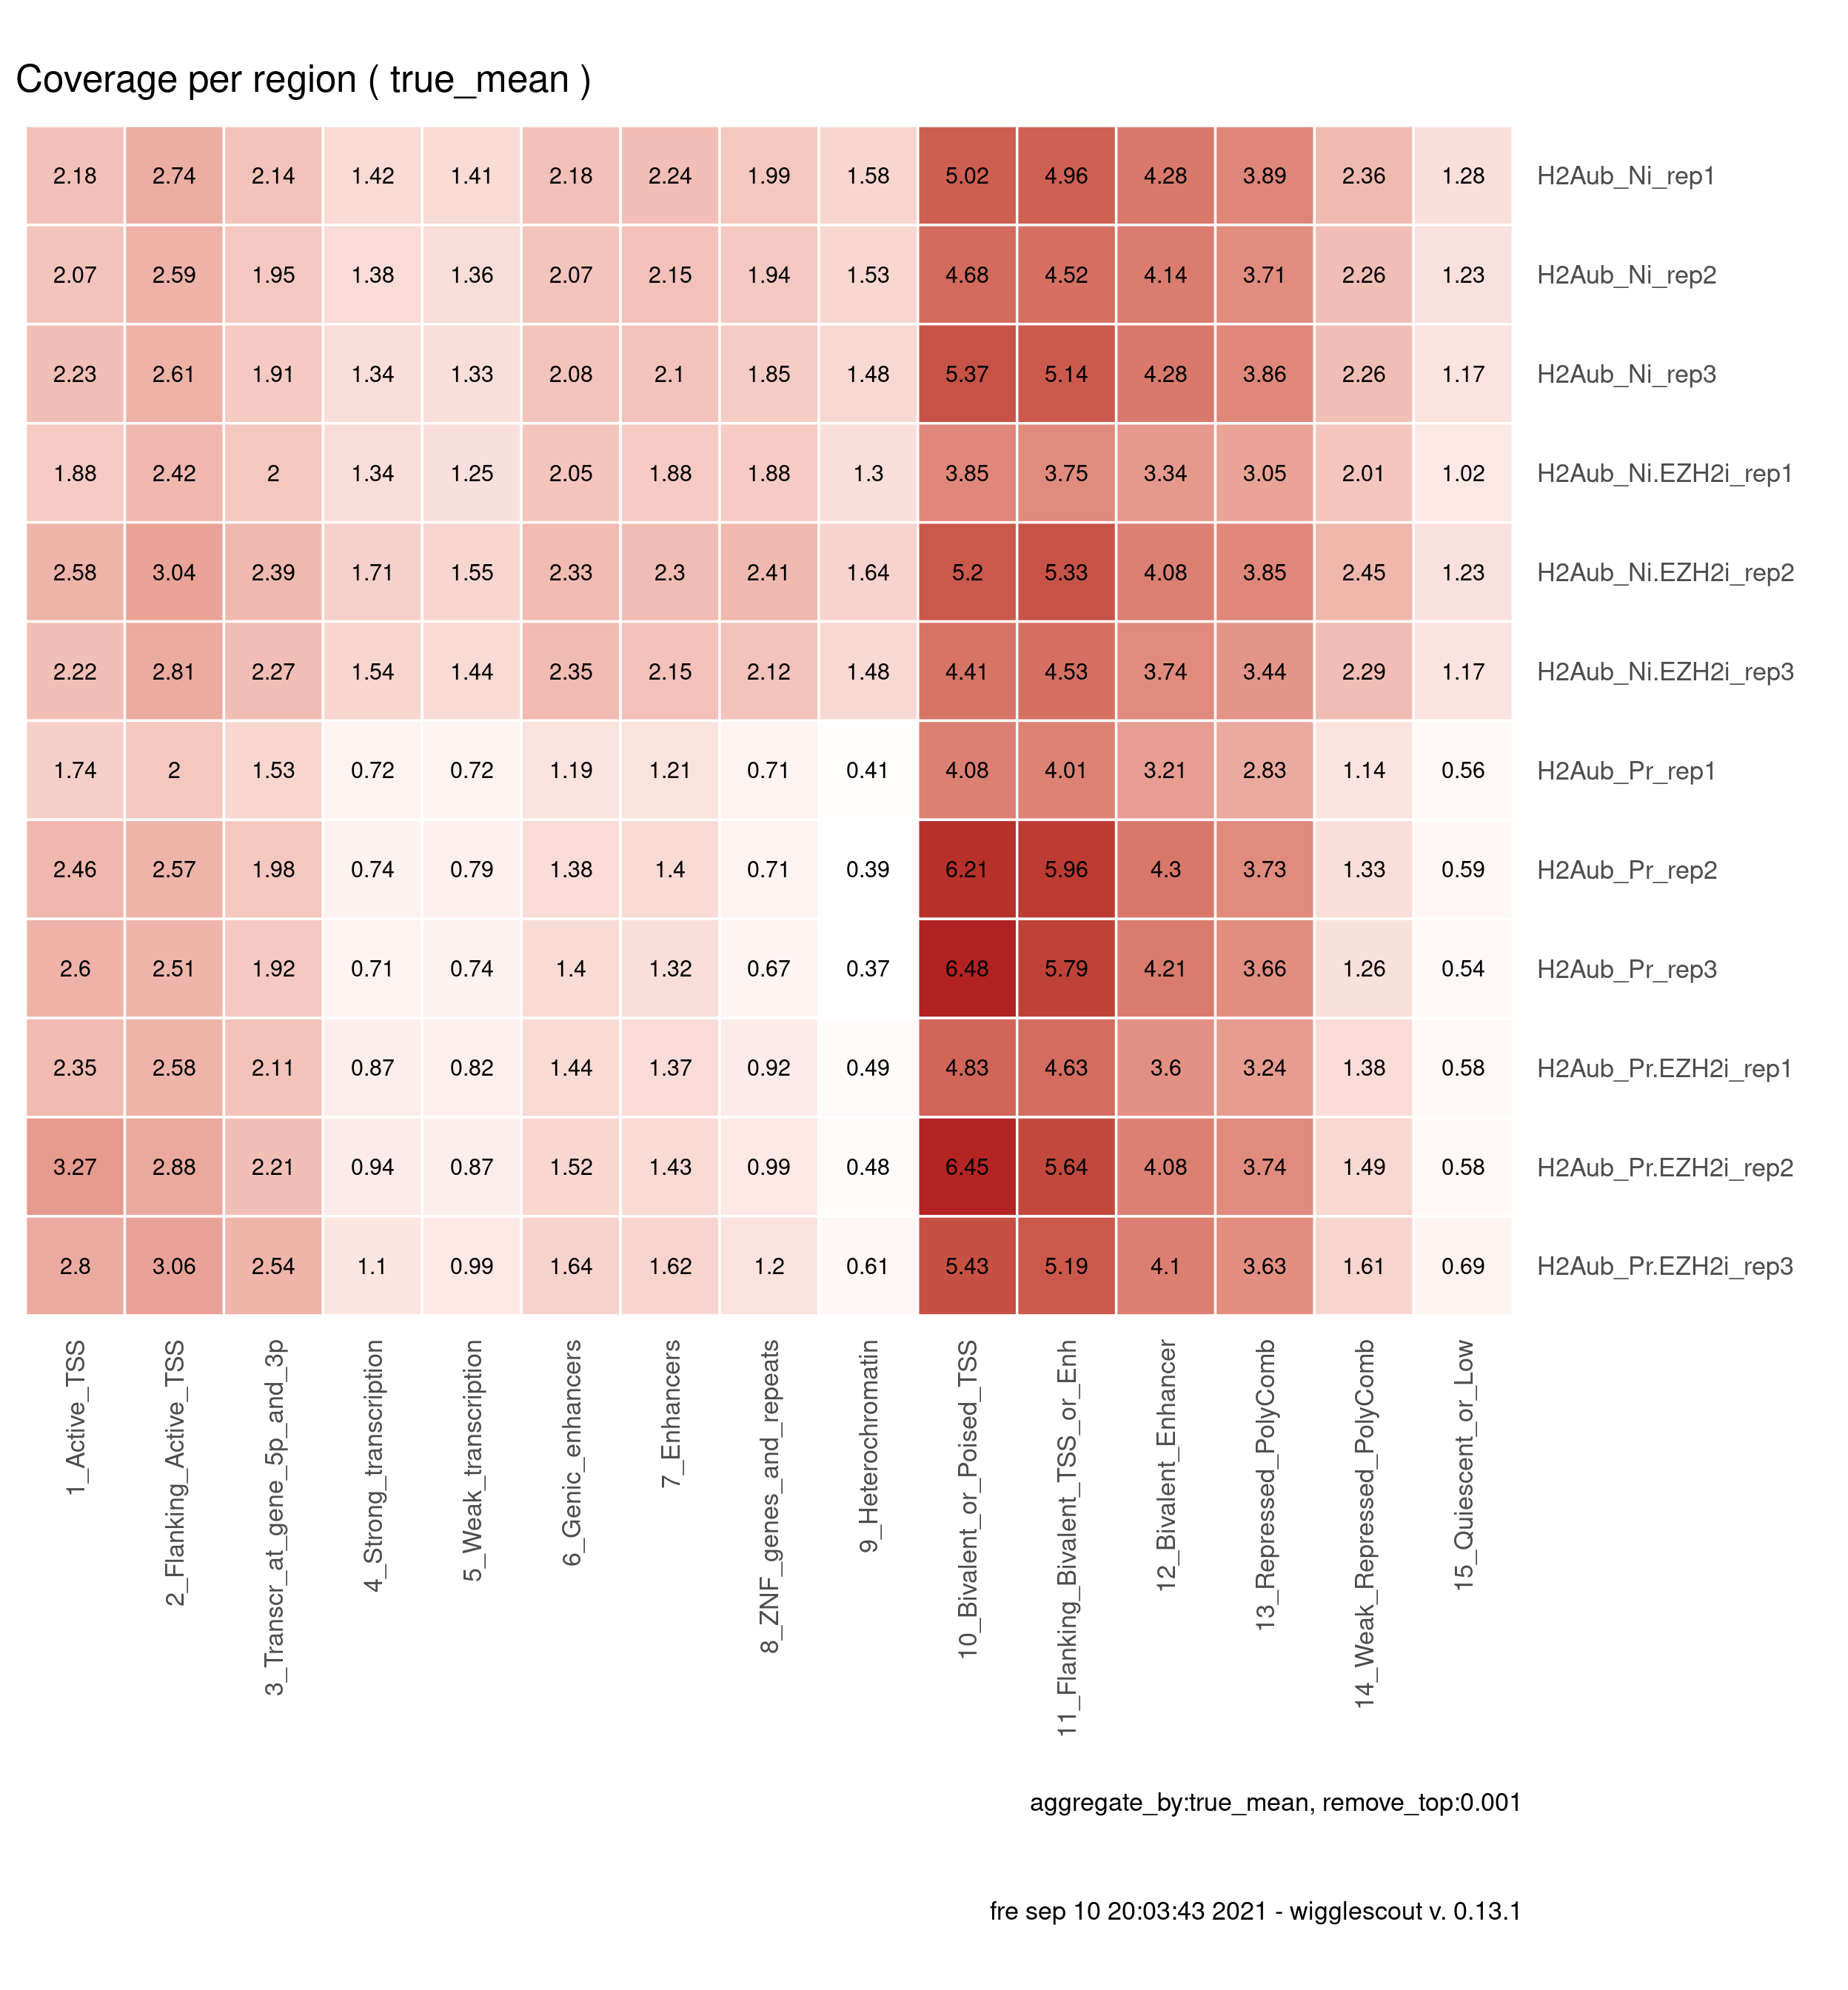 Coverage per region ( true_mean )
2.18 2.74 2.14 1.42 1.41 2.18 2.24 1.99 1.58 5.02 4.96 4.28 3.89 2.36 1.28 H2Aub_Ni_rep1
2.07 2.59 1.95 1.38 1.36 2.07 2.15 1.94 1.53 4.68 4.52 4.14 3.71 2.26 1.23 H2Aub_Ni_rep2
2.23 2.61 1.91 1.34 1.33 2.08 2.1 1.85 1.48 5.37 5.14 4.28 3.86 2.26 1.17 H2Aub_Ni_rep3
1.88 2.42 2 1.34 1.25 2.05 1.88 1.88 1.3 3.85 3.75 3.34 3.05 2.01 1.02 H2Aub_Ni.EZH2i_rep1
2.58 3.04 2.39 1.71 1.55 2.33 2.3 2.41 1.64 5.2 5.33 4.08 3.85 2.45 1.23 H2Aub_Ni.EZH2i_rep2
2.22 2.81 2.27 1.54 1.44 2.35 2.15 2.12 1.48 4.41 4.53 3.74 3.44 2.29 1.17 H2Aub_Ni.EZH2i_rep3
1.74 2 1.53 0.72 0.72 1.19 1.21 0.71 0.41 4.08 4.01 3.21 2.83 1.14 0.56 H2Aub_Pr_rep1
2.46 2.57 1.98 0.74 0.79 1.38 1.4 0.71 0.39 6.21 5.96 4.3 3.73 1.33 0.59 H2Aub_Pr_rep2
2.6 2.51 1.92 0.71 0.74 1.4 1.32 0.67 0.37 6.48 5.79 4.21 3.66 1.26 0.54 H2Aub_Pr_rep3
2.35 2.58 2.11 0.87 0.82 1.44 1.37 0.92 0.49 4.83 4.63 3.6 3.24 1.38 0.58 H2Aub_Pr.EZH2i_rep1
3.27 2.88 2.21 0.94 0.87 1.52 1.43 0.99 0.48 6.45 5.64 4.08 3.74 1.49 0.58 H2Aub_Pr.EZH2i_rep2
2.8 3.06 2.54 1.1 0.99 1.64 1.62 1.2 0.61 5.43 5.19 4.1 3.63 1.61 0.69 H2Aub_Pr.EZH2i_rep3
1_Active_TSS
2_Flanking_Active_TSS
3_Transcr_at_gene_5p_and_3p
4_Strong_transcription
5_Weak_transcription
6_Genic_enhancers
7_Enhancers
8_ZNF_genes_and_repeats
9_Heterochromatin
10_Bivalent_or_Poised_TSS
11_Flanking_Bivalent_TSS_or_Enh
12_Bivalent_Enhancer
13_Repressed_PolyComb
14_Weak_Repressed_PolyComb
15_Quiescent_or_Low
aggregate_by:true_mean, remove_top:0.001
fre sep 10 20:03:43 2021 - wigglescout v. 0.13.1